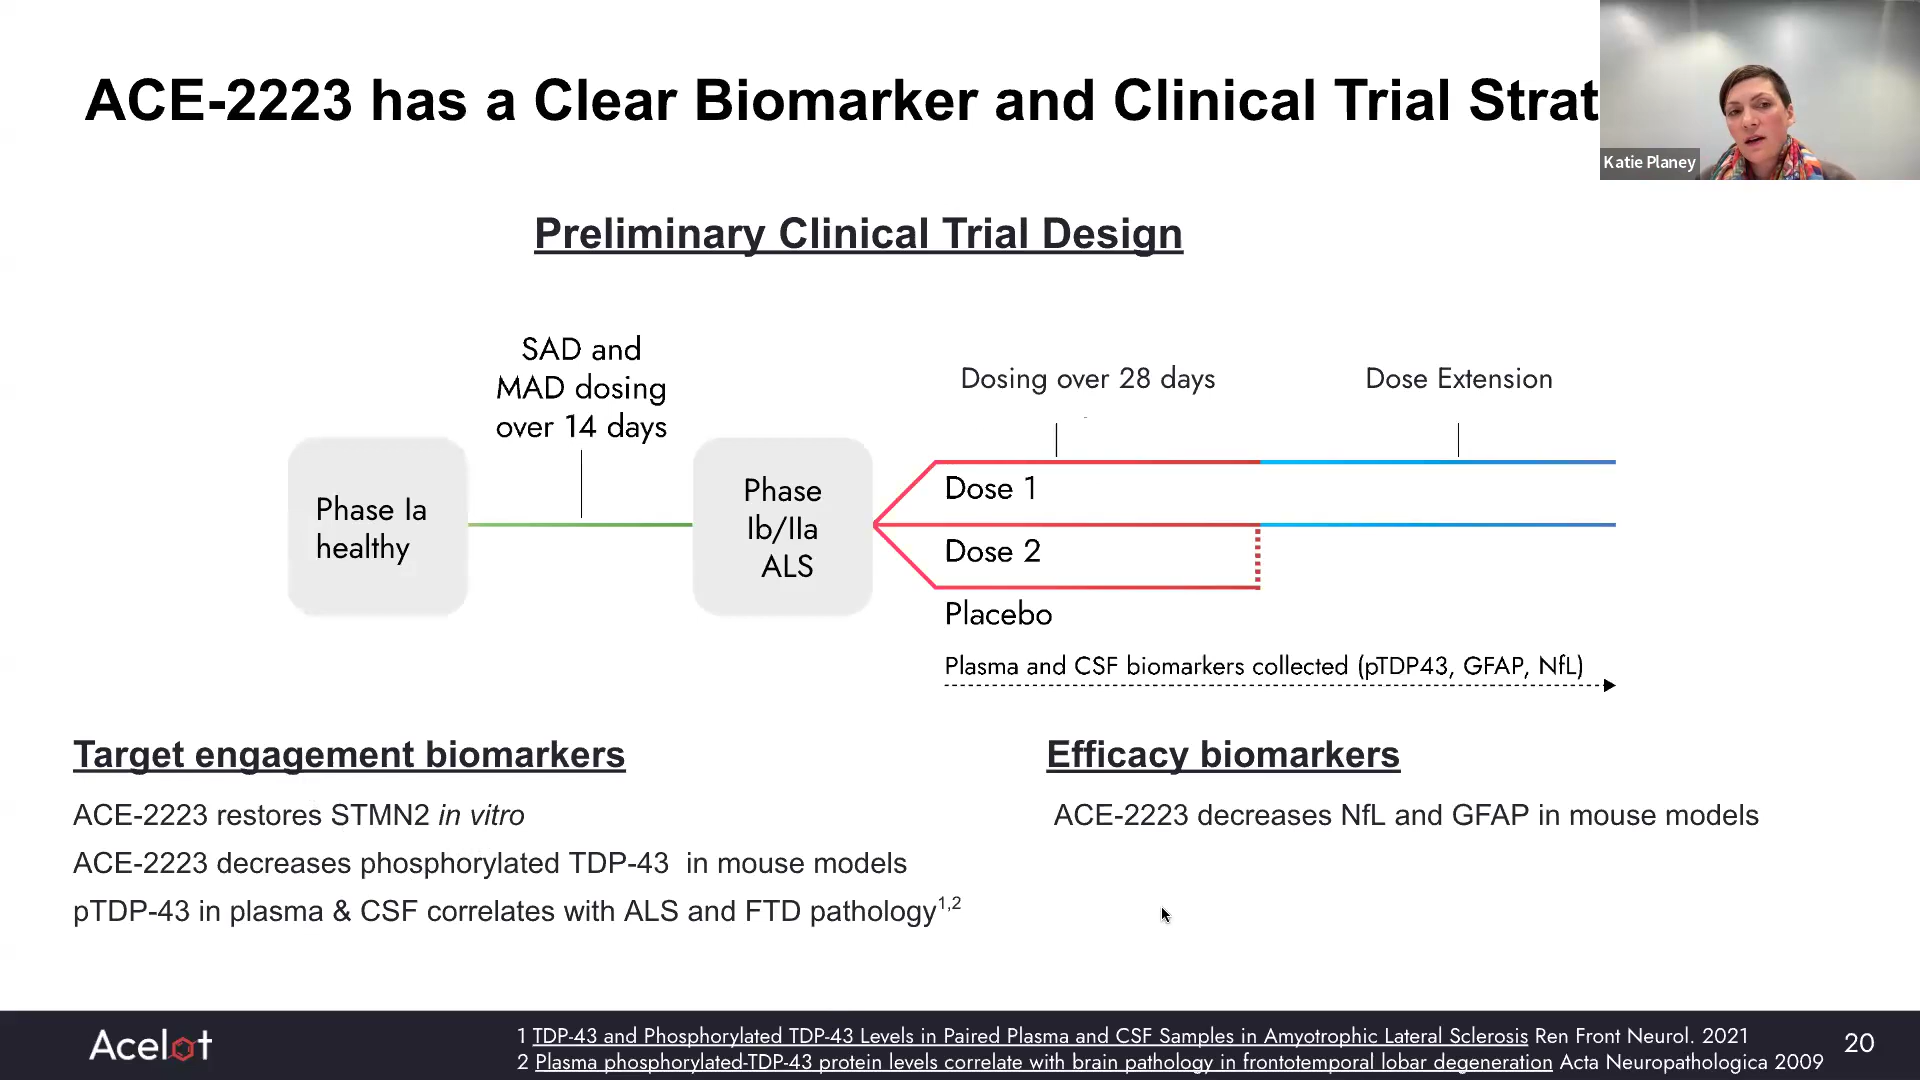 ACE-2223 has a Clear Biomarker and Clinical Trial Strat
Katie Planey
Preliminary Clinical Trial Design
SAD and
MAD dosing
over 14 days
Dosing over 28 days
Dose Extension
Phase Ia
healthy
Phase
Ib/IIa
ALS
Dose 1
Dose 2
Placebo
Plasma and CSF biomarkers collected (pTDP43, GFAP, NfL)
Target engagement biomarkers
ACE-2223 restores STMN2 in vitro
ACE-2223 decreases phosphorylated TDP-43 in mouse models
pTDP-43 in plasma & CSF correlates with ALS and FTD pathology1,2
Efficacy biomarkers
ACE-2223 decreases NfL and GFAP in mouse models
Acelot
1 TDP-43 and Phosphorylated TDP-43 Levels in Paired Plasma and CSF Samples in Amyotrophic Lateral Sclerosis Ren Front Neurol. 2021
2 Plasma phosphorylated-TDP-43 protein levels correlate with brain pathology in frontotemporal lobar degeneration Acta Neuropathologica 2009
20